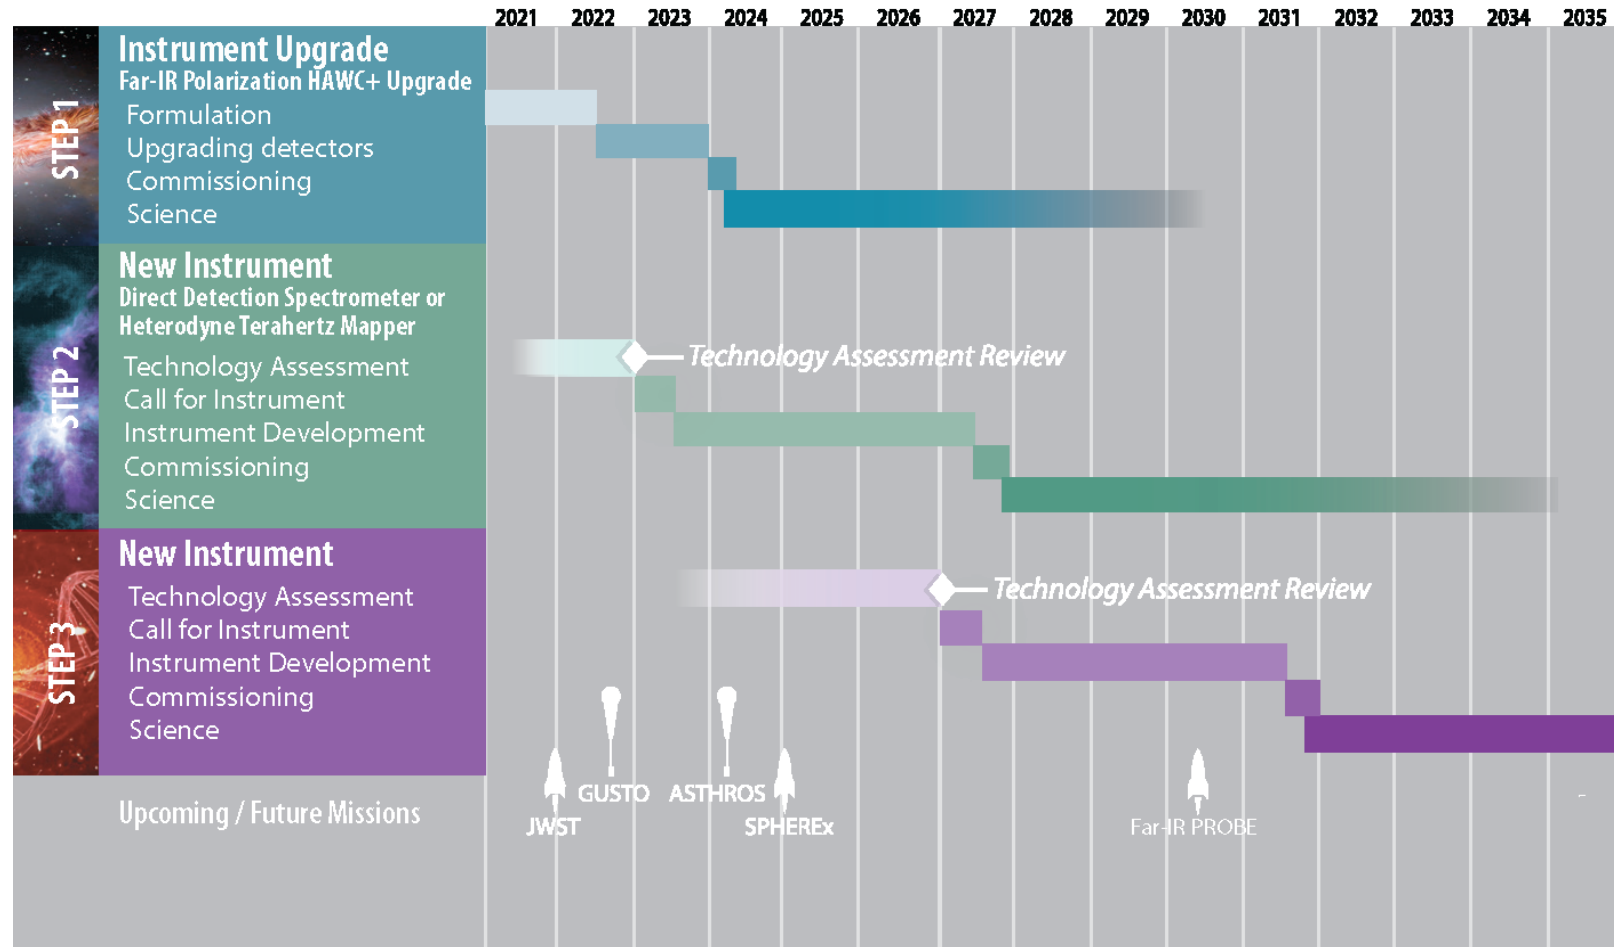 2021 2022 2023 2024 2025 2026 2027 2028 2029 2030 2031 2032 2033 2034 2035
STEP 1
Instrument Upgrade
Far-IR Polarization HAWC+ Upgrade
Formulation
Upgrading detectors
Commissioning
Science
STEP 2
New Instrument
Direct Detection Spectrometer or
Heterodyne Terahertz Mapper
Technology Assessment
Technology Assessment Review
Call for Instrument
Instrument Development
Commissioning
Science
STEP 3
New Instrument
Technology Assessment
Technology Assessment Review
Call for Instrument
Instrument Development
Commissioning
Science
Upcoming / Future Missions
JWST
GUSTO
ASTHROS
SPHEREx
Far-IR PROBE